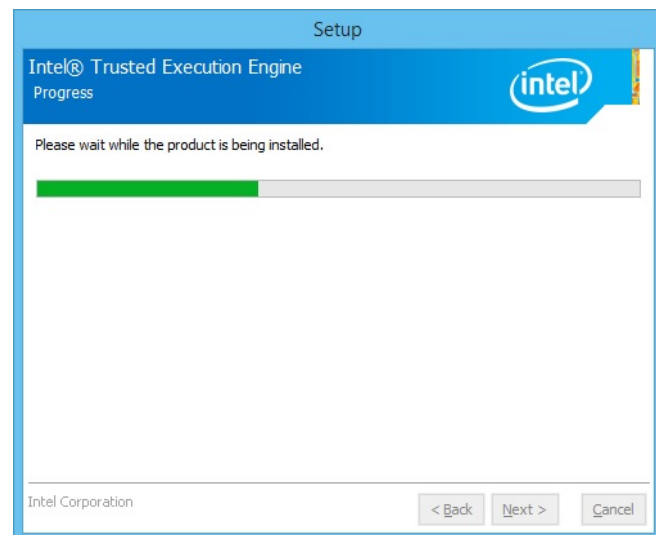 Setup
Intel® Trusted Execution Engine
Progress
intel
Please wait while the product is being installed.
Intel Corporation
< Back Next > Cancel